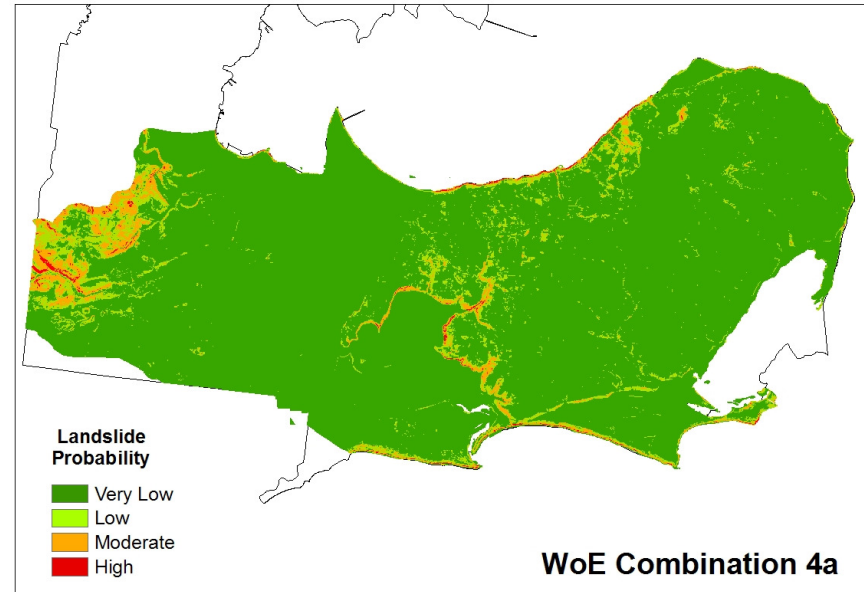 Landslide
Probability
Very Low
Low
Moderate
High
WoE Combination 4a